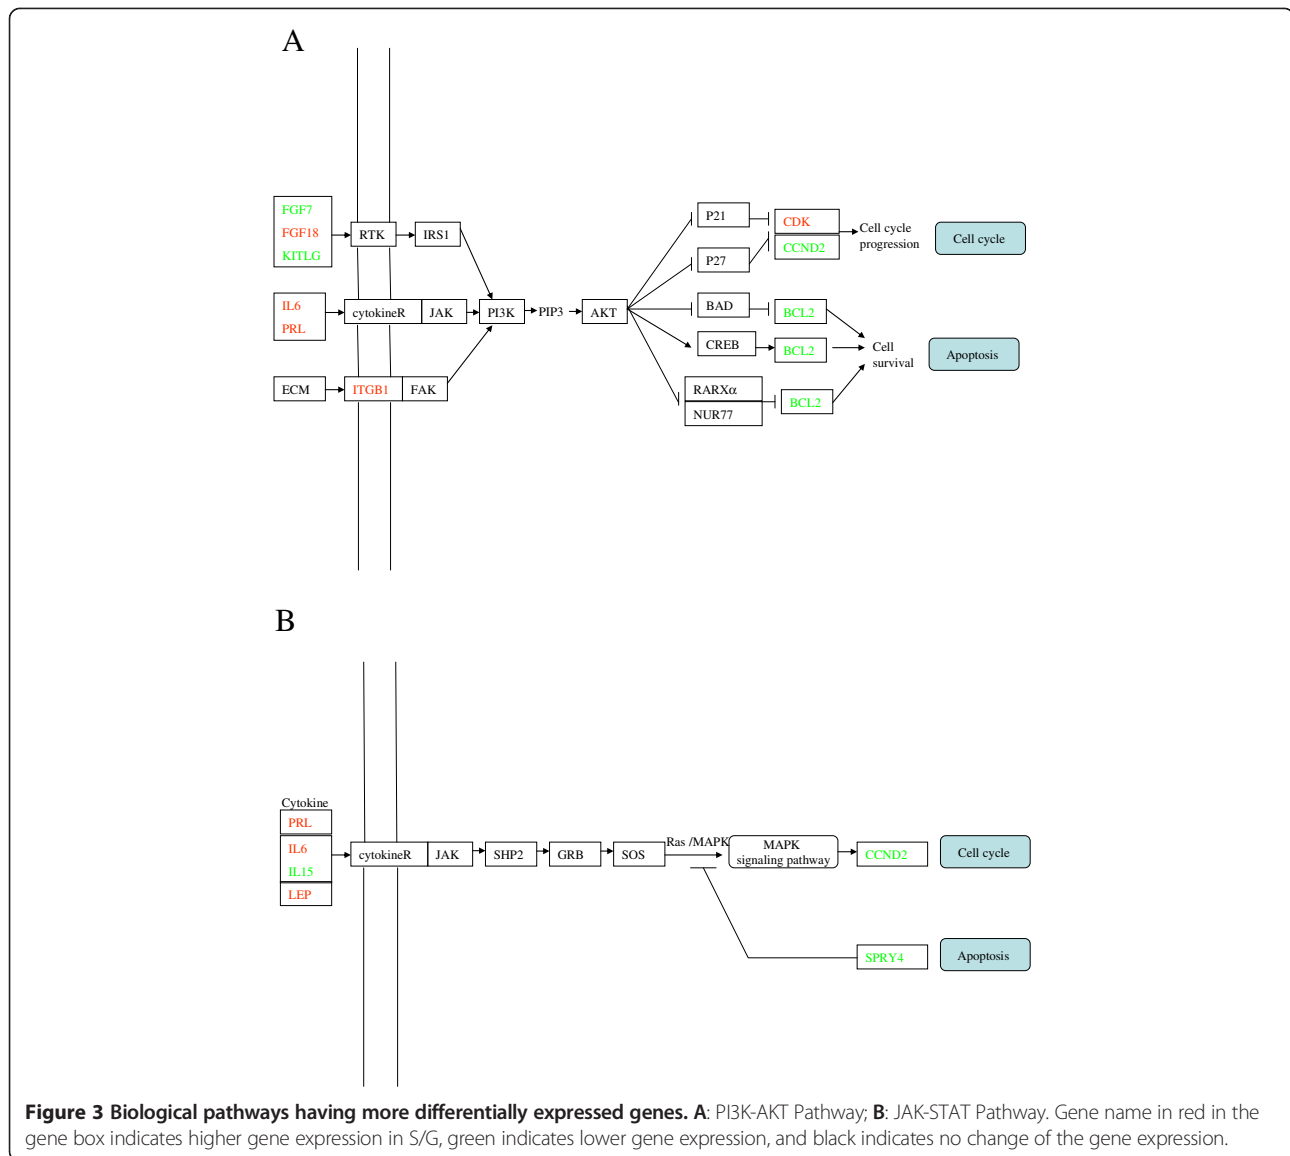 A
FGF7
FGF18
KITLG
RTK
IRS1
IL6
PRL
cytokineR
JAK
PI3K
PIP3
AKT
ECM
ITGB1
FAK
P21
CDK
CCND2
P27
Cell cycle
progression
Cell cycle
BAD
BCL2
CREB
BCL2
Cell
survival
Apoptosis
RARXα
NUR77
BCL2
B
Cytokine
PRL
IL6
IL15
LEP
cytokineR
JAK
SHP2
GRB
SOS
Ras /MAPK
MAPK
signaling pathway
CCND2
Cell cycle
SPRY4
Apoptosis
Figure 3 Biological pathways having more differentially expressed genes. A: PI3K-AKT Pathway; B: JAK-STAT Pathway. Gene name in red in the
gene box indicates higher gene expression in S/G, green indicates lower gene expression, and black indicates no change of the gene expression.